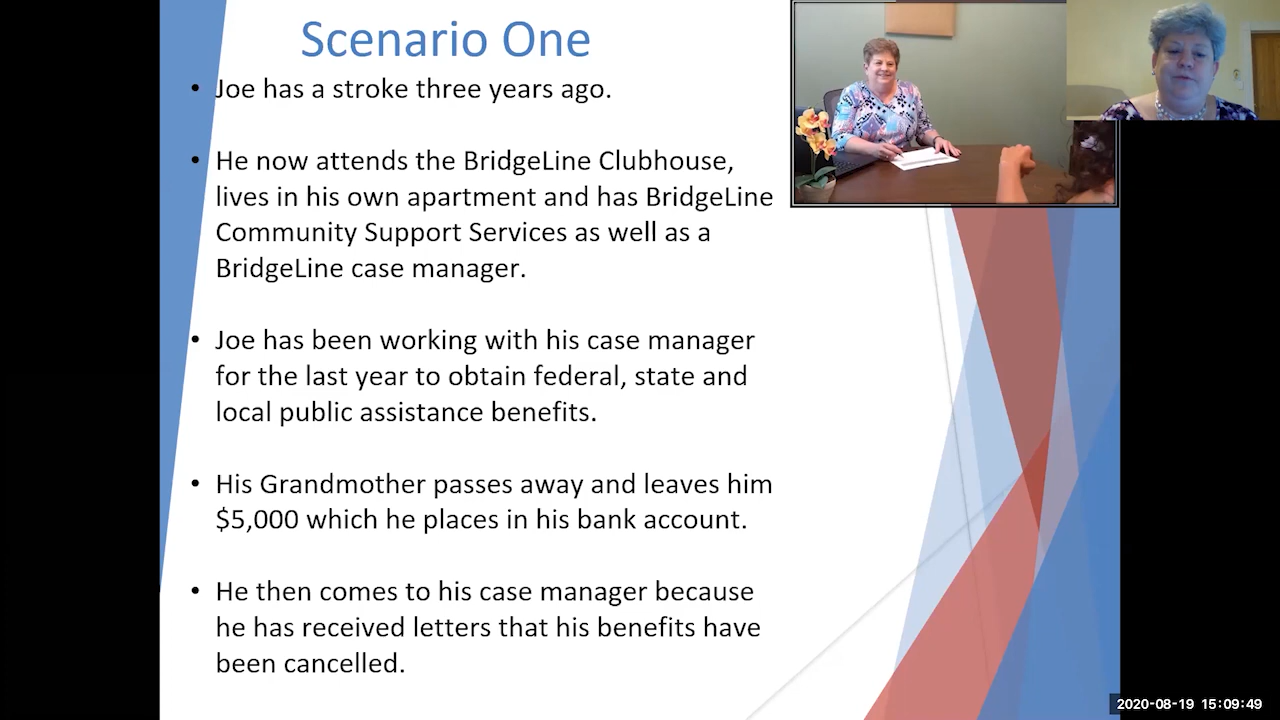 Scenario One
• Joe has a stroke three years ago.
• He now attends the BridgeLine Clubhouse,
lives in his own apartment and has BridgeLine
Community Support Services as well as a
BridgeLine case manager.
• Joe has been working with his case manager
for the last year to obtain federal, state and
local public assistance benefits.
• His Grandmother passes away and leaves him
$5,000 which he places in his bank account.
• He then comes to his case manager because
he has received letters that his benefits have
been cancelled.
2020-08-19 15:09:49